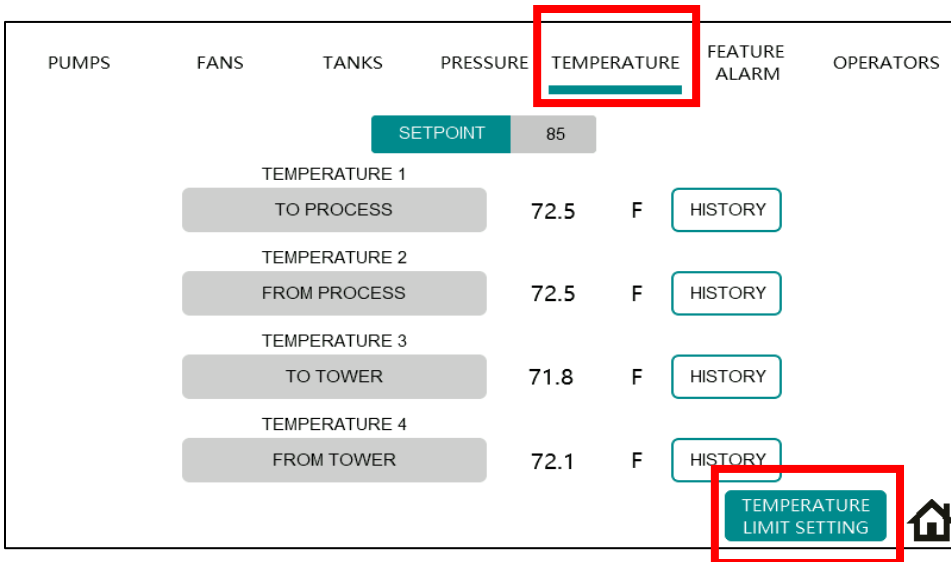 PUMPS FANS TANKS PRESSURE TEMPERATURE FEATURE ALARM OPERATORS
SETPOINT 85
TEMPERATURE 1
TO PROCESS 72.5 F HISTORY
TEMPERATURE 2
FROM PROCESS 72.5 F HISTORY
TEMPERATURE 3
TO TOWER 71.8 F HISTORY
TEMPERATURE 4
FROM TOWER 72.1 F HISTORY
TEMPERATURE
LIMIT SETTING